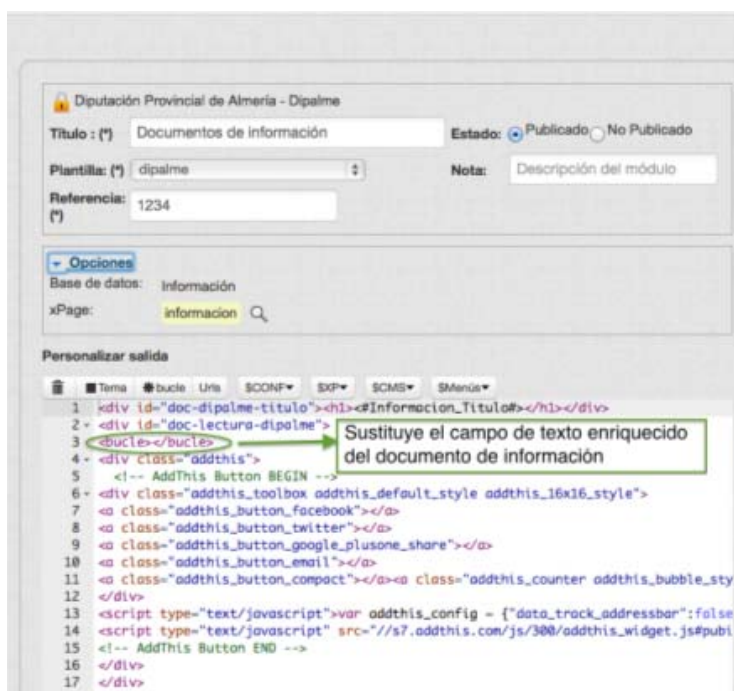 Diputación Provincial de Almería - Dipalme
Título : (*) Documentos de información Estado: Publicado No Publicado
Plantilla: (*) dipalme Nota: Descripción del módulo
Referencia: (*) 1234
Opciones
Base de datos: Información
xPage: informacion
Personalizar salida
Tema bucle Urls $CONF $XP $CMS $Menús
1 <div id="doc-dipalme-titulo"><h1><#Informacion_Titulo#></h1></div>
2 <div id="doc-lectura-dipalme">
3 <bucle></bucle>
Sustituye el campo de texto enriquecido
del documento de información
4 <div class="addthis">
5 <!-- AddThis Button BEGIN -->
6 <div class="addthis_toolbox addthis_default_style addthis_16x16_style">
7 <a class="addthis_button_facebook"></a>
8 <a class="addthis_button_twitter"></a>
9 <a class="addthis_button_google_plusone_share"></a>
10 <a class="addthis_button_email"></a>
11 <a class="addthis_button_compact"></a><a class="addthis_counter addthis_bubble_sty
12 </div>
13 <script type="text/javascript">var addthis_config = {"data_track_addressbar":false
14 <script type="text/javascript" src="//s7.addthis.com/js/300/addthis_widget.js#pubi
15 <!-- AddThis Button END -->
16 </div>
17 </div>